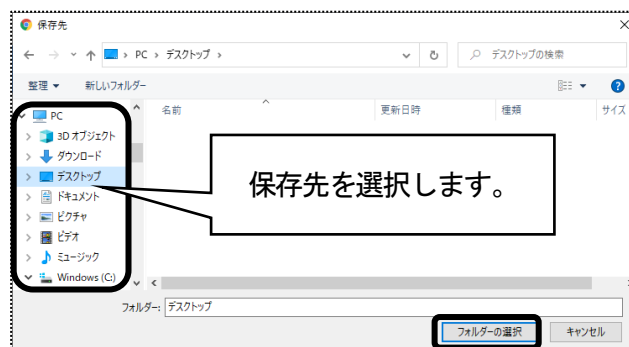 保存先
PC › デスクトップ ›
デスクトップの検索
整理 ▼ 新しいフォルダー
名前 更新日時 種類 サイズ
PC
3D オブジェクト
ダウンロード
デスクトップ
ドキュメント
ピクチャ
ビデオ
ミュージック
Windows (C:)
保存先を選択します。
フォルダー: デスクトップ
フォルダーの選択 キャンセル